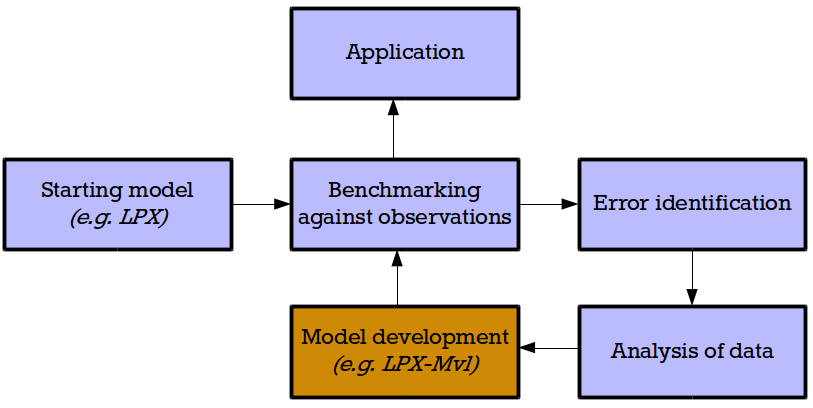 Application
Starting model
(e.g. LPX)
Benchmarking
against observations
Error identification
Model development
(e.g. LPX-Mvl)
Analysis of data